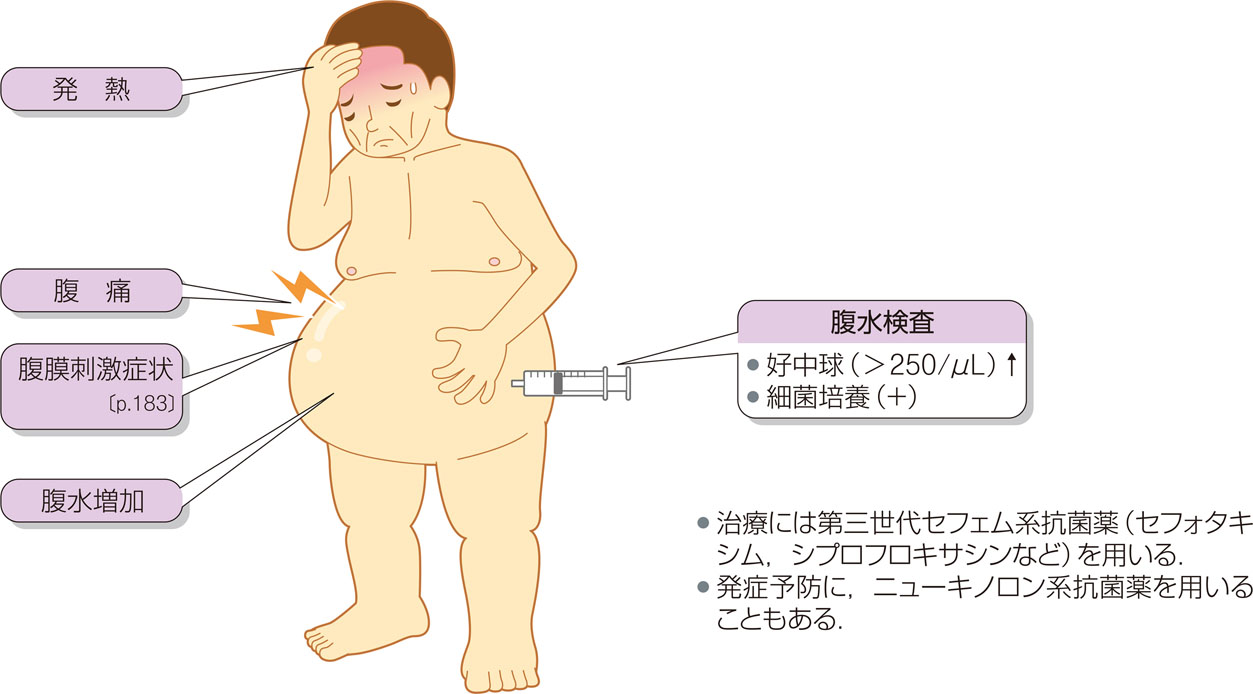 発　熱
腹　痛
腹膜刺激症状
〔p.183〕
腹水増加
腹水検査
●好中球（＞250/μL）↑
●細菌培養（＋）
●治療には第三世代セフェム系抗菌薬（セフォタキ
シム，シプロフロキサシンなど）を用いる．
●発症予防に，ニューキノロン系抗菌薬を用いる
こともある．